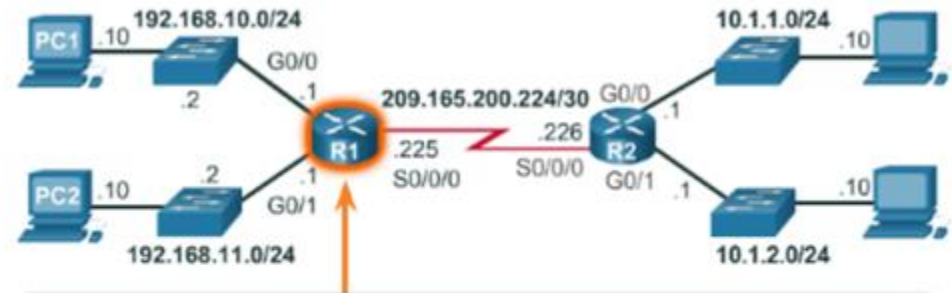 192.168.10.0/24
10.1.1.0/24
PC1
.10
G0/0
.10
.2
.1
209.165.200.224/30
G0/0
.1
R1
.225
.226
R2
S0/0/0
S0/0/0
G0/1
PC2
.10
.2
.1
G0/1
.1
.10
192.168.11.0/24
10.1.2.0/24